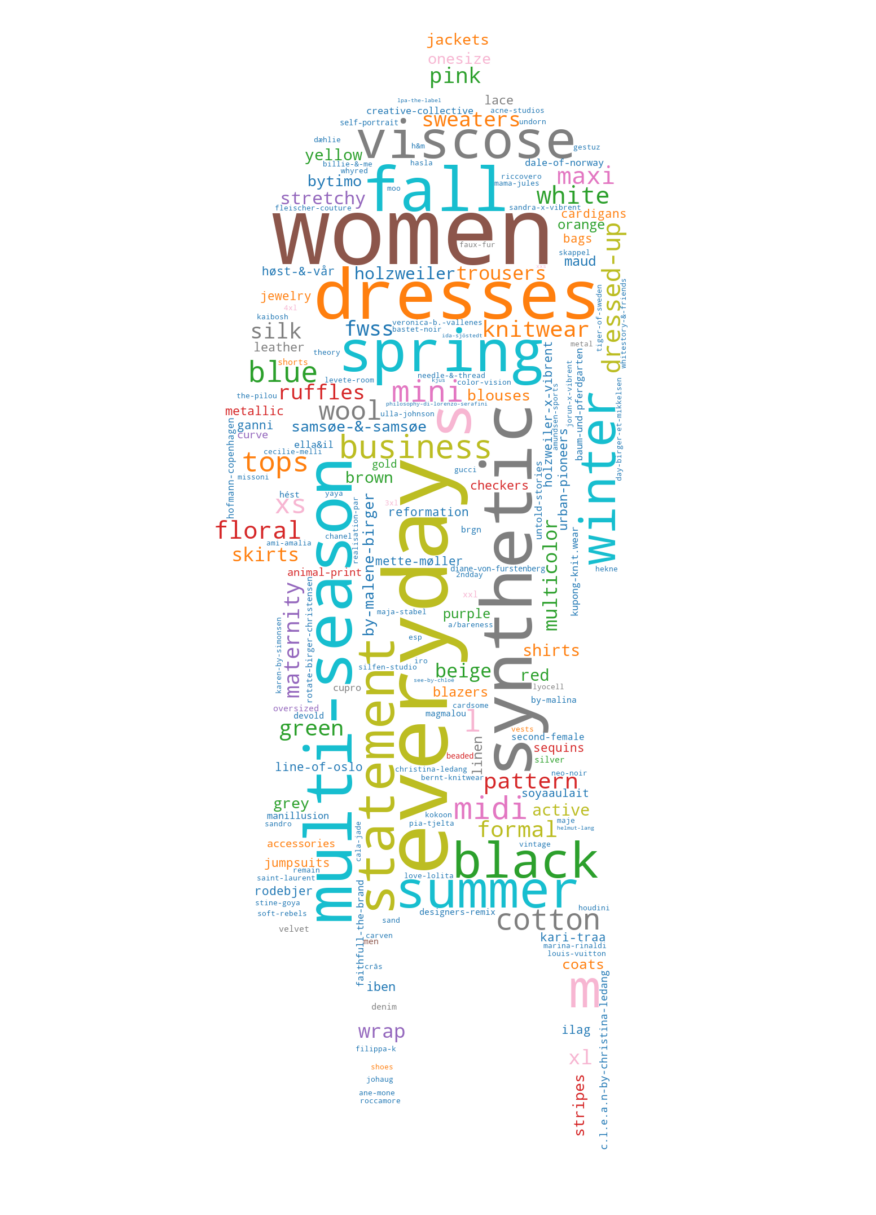 jackets
onesize
pink
lpa-the-label
lace
creative-collective
acne-studios
self-portrait
sweaters
undorn
viscose
dæhlie
h&m
gestuz
yellow
billie-&-me
hasla
dale-of-norway
whyred
fall
riccovero
maxi
bytimo
moo
mama-jules
white
stretchy
fleischer-couture
sandra-x-vibrent
cardigans
women
orange
faux-fur
bags
dressed-up
skappel
maud
høst-&-vår
holzweiler
trousers
dresses
tiger-of-sweden
whitestory-&-friends
jewelry
4xl
kaibosh
silk
fwss
veronica-b.-vallenes
bastet-noir
ida-sjöstedt
knitwear
leather
theory
spring
metal
shorts
blue
levete-room
needle-&-thread
kjus
color-vision
the-pilou
ruffles
mini
blouses
philosophy-di-lorenzo-serafini
holzweiler-x-vibrent
amundsen-sports
jorun-x-vibrent
baum-und-pferdgarten
day-birger-et-mikkelsen
metallic
wool
ulla-johnson
s
winter
ganni
samsøe-&-samsøe
curve
hofmann-copenhagen
ella&il
cecilie-melli
business
synthetic
urban-pioneers
untold-stories
tops
multi-season
gold
brown
gucci
checkers
missoni
everyday
hést
yaya
xs
3xl
realisation-par
by-malene-birger
reformation
floral
chanel
brgn
ami-amalia
multicolor
kupong-knit.wear
skirts
mette-møller
diane-von-furstenberg
2ndday
hekne
animal-print
maternity
rotate-birger-christensen
karen-by-simonsen
xxl
maja-stabel
purple
a/bareness
esp
statement
shirts
iro
silfen-studio
beige
red
see-by-chloe
cupro
lyocell
blazers
by-malina
oversized
devold
cardsome
magmalou
l
green
vests
second-female
linen
sequins
beaded
silver
line-of-oslo
christina-ledang
bernt-knitwear
neo-noir
pattern
soyaaulait
grey
midi
active
manillusion
kokoon
sandro
pia-tjelta
formal
maje
helmut-lang
accessories
cala-jade
vintage
black
jumpsuits
remain
saint-laurent
love-lolita
rodebjer
summer
stine-goya
soft-rebels
faithfull-the-brand
designers-remix
houdini
sand
cotton
velvet
carven
men
kari-traa
marina-rinaldi
louis-vuitton
crås
coats
iben
m
c.l.e.a.n-by-christina-ledang
denim
wrap
ilag
filippa-k
xl
shoes
johaug
stripes
ane-mone
roccamore